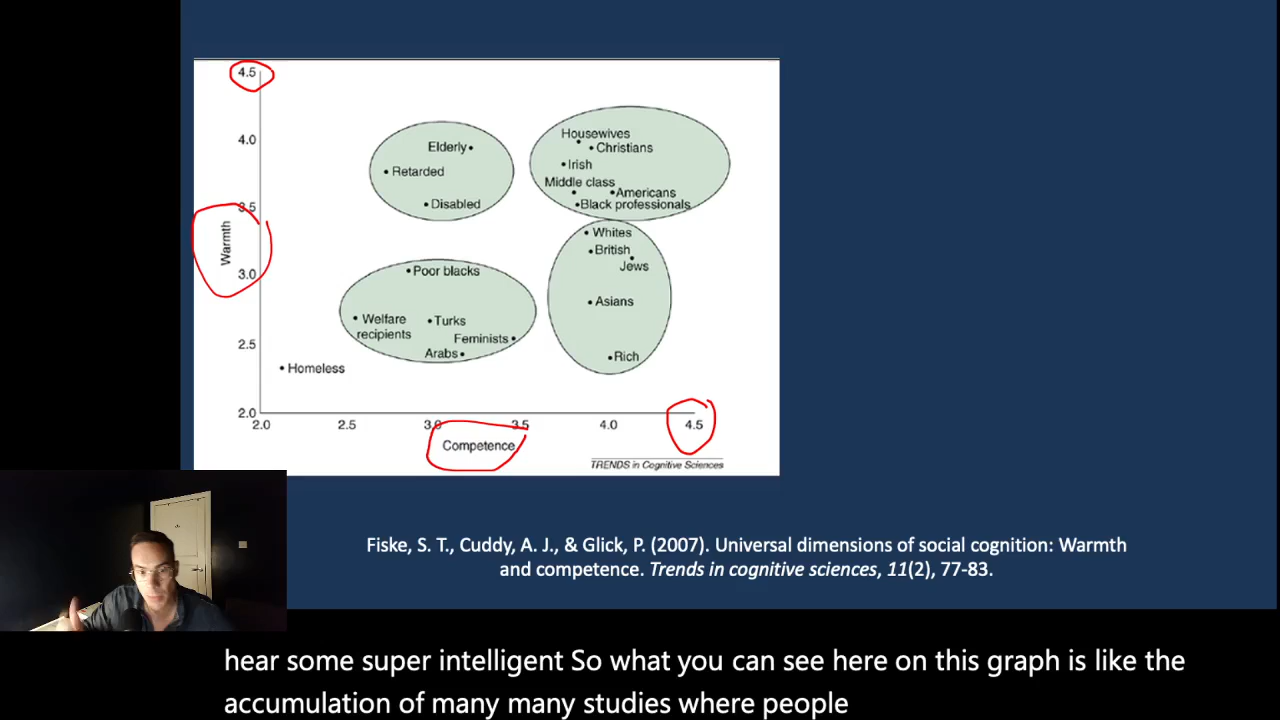 4.5
4.0
3.5
3.0
2.5
2.0
Warmth
Elderly
Retarded
Disabled
Housewives
Christians
Irish
Middle class
Americans
Black professionals
Whites
British
Jews
Asians
Rich
Poor blacks
Welfare
recipients
Turks
Feminists
Arabs
Homeless
2.0 2.5 3.0 3.5 4.0 4.5
Competence
TRENDS in Cognitive Sciences
Fiske, S. T., Cuddy, A. J., & Glick, P. (2007). Universal dimensions of social cognition: Warmth
and competence. Trends in cognitive sciences, 11(2), 77-83.
hear some super intelligent So what you can see here on this graph is like the
accumulation of many many studies where people